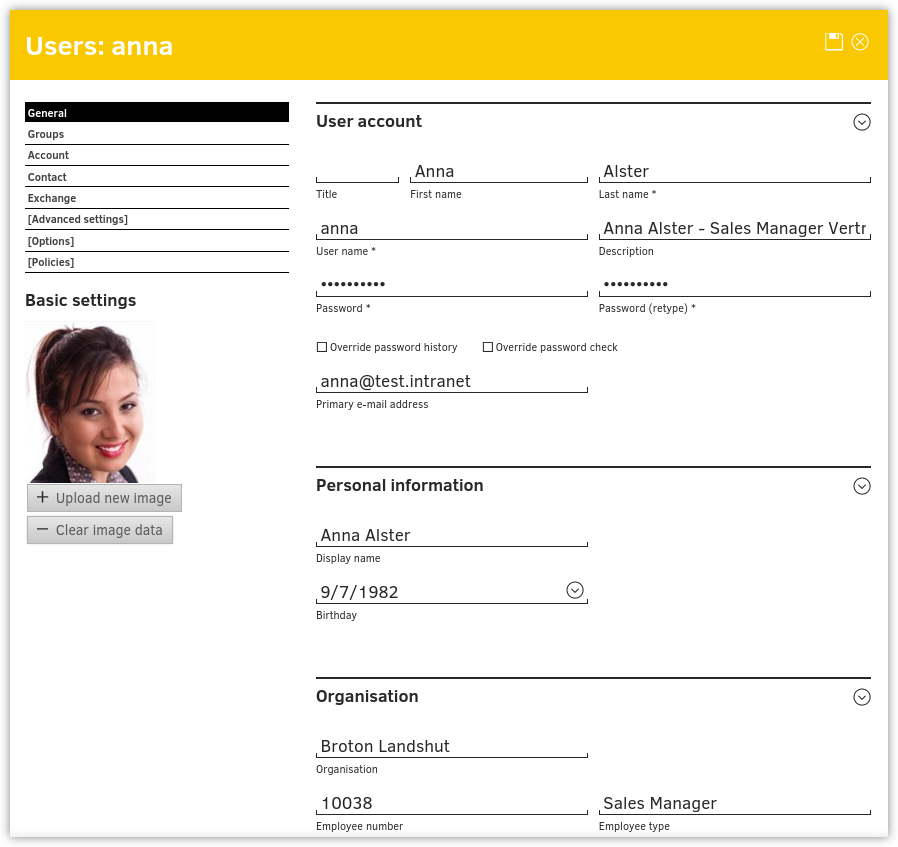 Users: anna
General
Groups
Account
Contact
Exchange
[Advanced settings]
[Options]
[Policies]
Basic settings
+ Upload new image
− Clear image data
User account
Anna Alster
Title First name Last name *
anna Anna Alster - Sales Manager Vertr
User name * Description
•••••••••• ••••••••••
Password * Password (retype) *
Override password history Override password check
anna@test.intranet
Primary e-mail address
Personal information
Anna Alster
Display name
9/7/1982
Birthday
Organisation
Broton Landshut
Organisation
10038 Sales Manager
Employee number Employee type